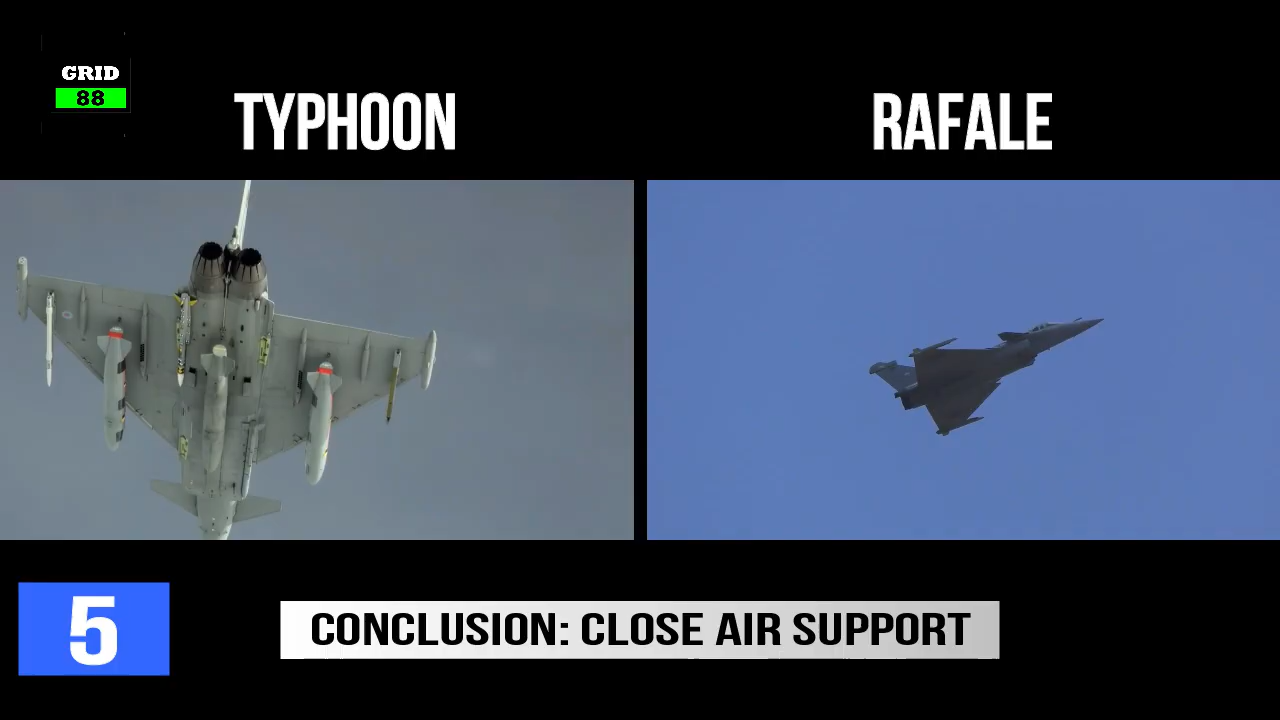 GRID
88
TYPHOON
RAFALE
5
CONCLUSION: CLOSE AIR SUPPORT